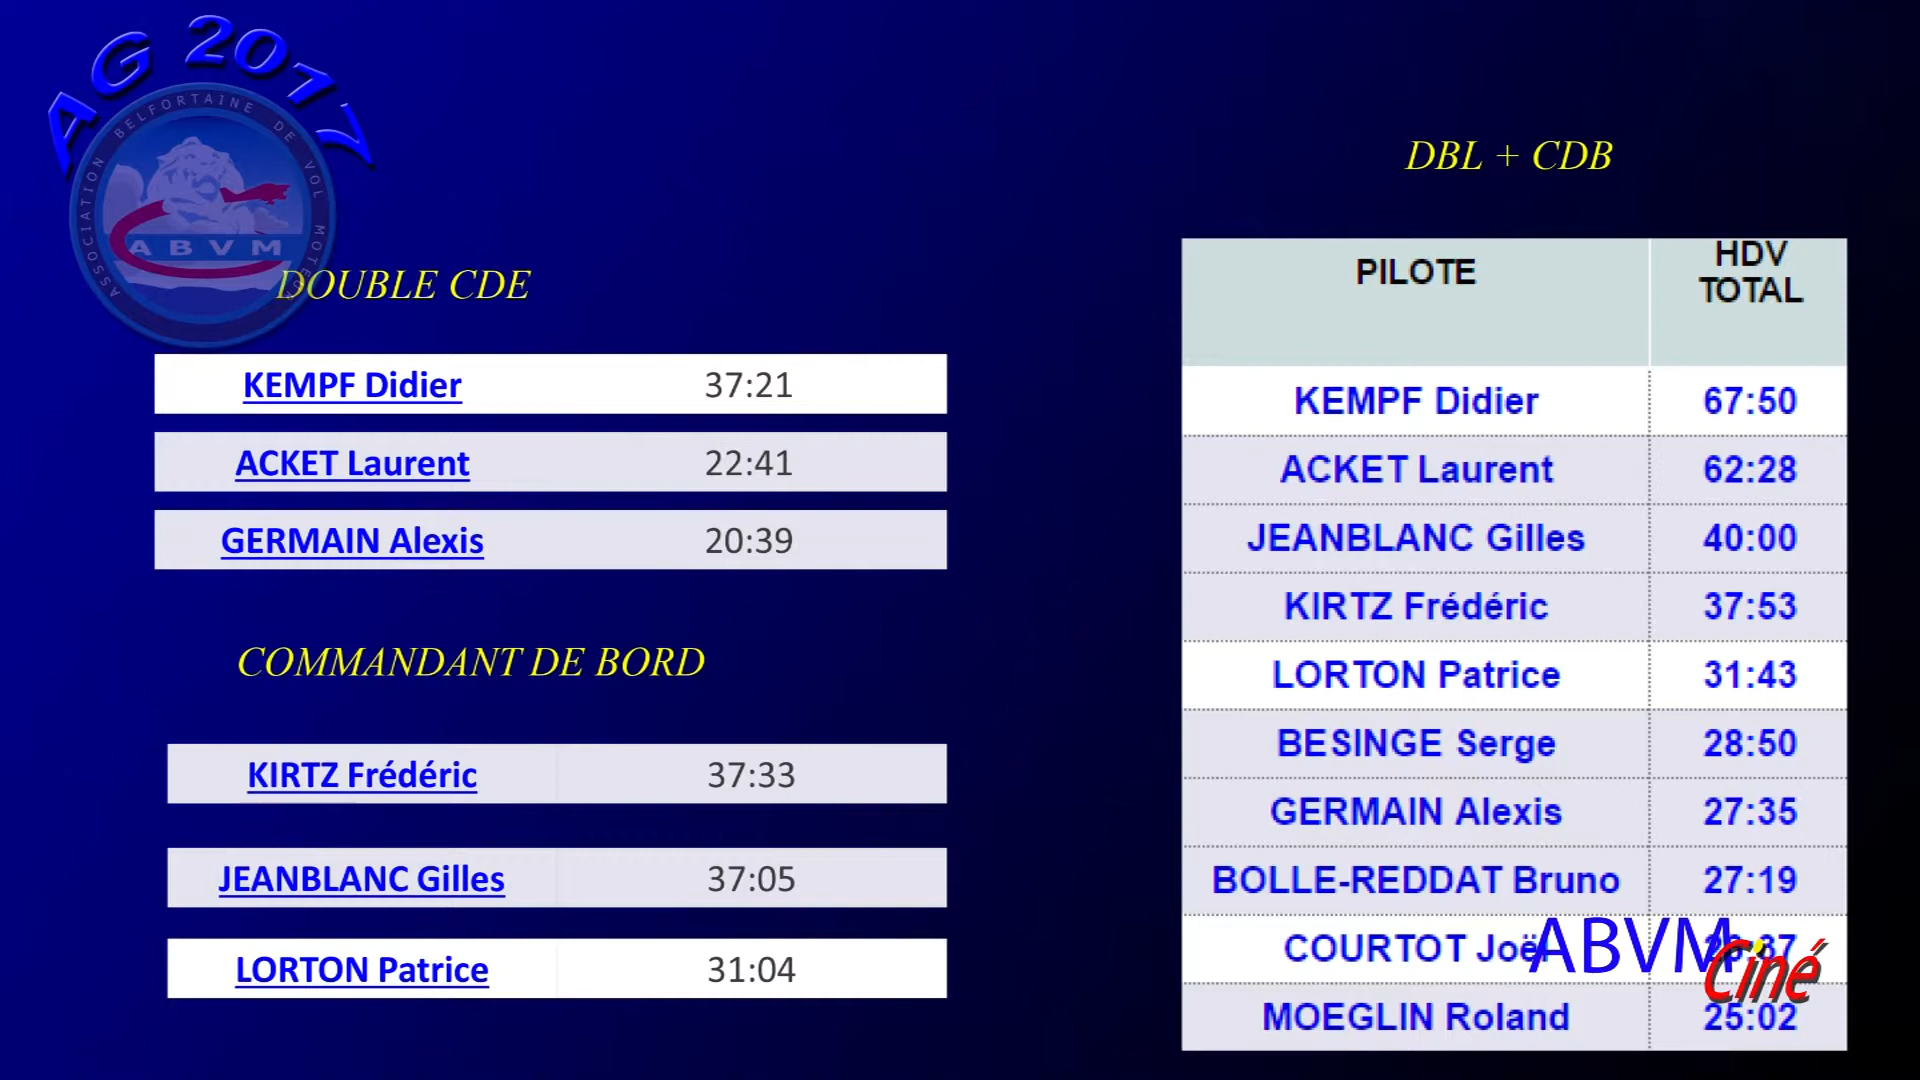 AG 2017
ASSOCIATION BELFORTAINE DE VOL MOTEUR
ABVM
DOUBLE CDE
KEMPF Didier 37:21
ACKET Laurent 22:41
GERMAIN Alexis 20:39
COMMANDANT DE BORD
KIRTZ Frédéric 37:33
JEANBLANC Gilles 37:05
LORTON Patrice 31:04
DBL + CDB
PILOTE HDV
TOTAL
KEMPF Didier 67:50
ACKET Laurent 62:28
JEANBLANC Gilles 40:00
KIRTZ Frédéric 37:53
LORTON Patrice 31:43
BESINGE Serge 28:50
GERMAIN Alexis 27:35
BOLLE-REDDAT Bruno 27:19
COURTOT Joël
MOEGLIN Roland 25:02
ABVM
Ciné